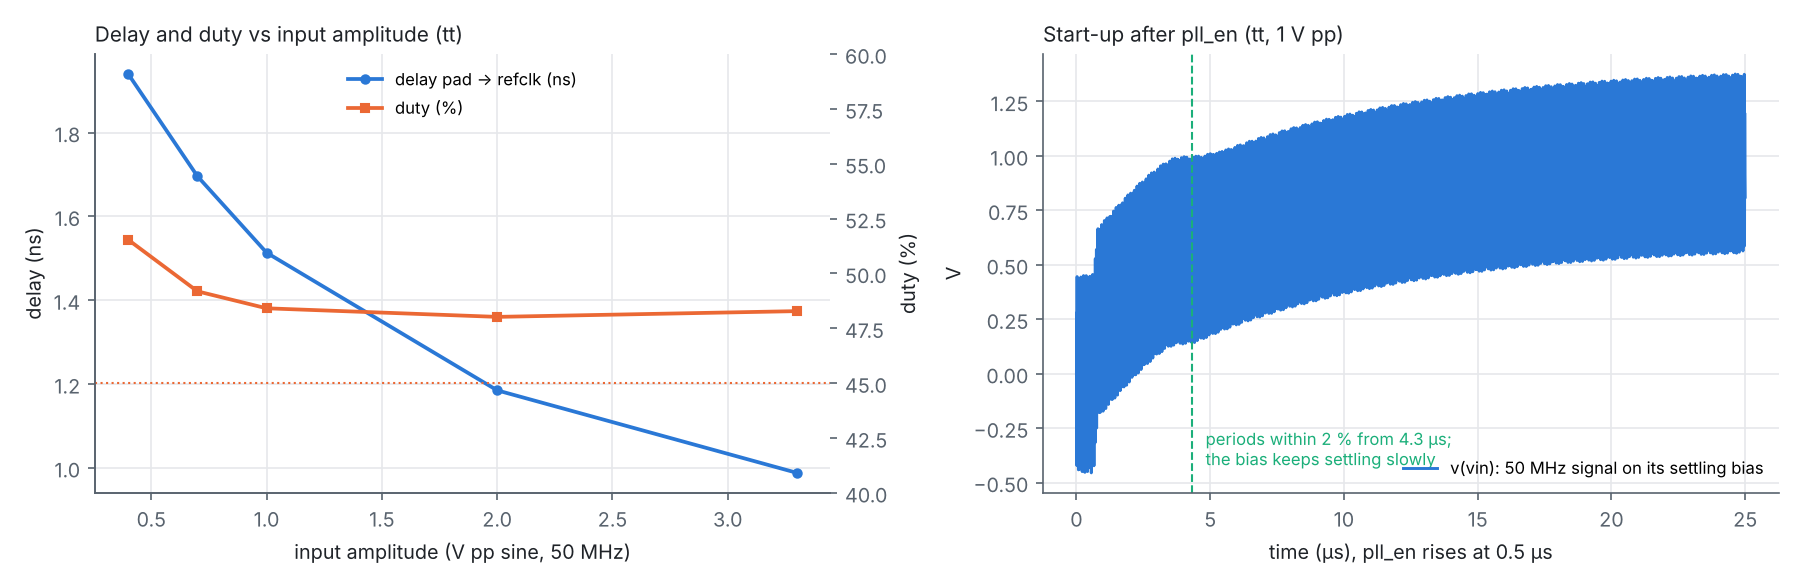 Delay and duty vs input amplitude (tt)
delay pad → refclk (ns)
duty (%)
delay (ns)
1.8
1.6
1.4
1.2
1.0
60.0
57.5
55.0
52.5
50.0
47.5
45.0
42.5
40.0
duty (%)
0.5
1.0
1.5
2.0
2.5
3.0
input amplitude (V pp sine, 50 MHz)
Start-up after pll_en (tt, 1 V pp)
V
1.25
1.00
0.75
0.50
0.25
0.00
−0.25
−0.50
periods within 2 % from 4.3 µs;
the bias keeps settling slowly
v(vin): 50 MHz signal on its settling bias
0
5
10
15
20
25
time (µs), pll_en rises at 0.5 µs